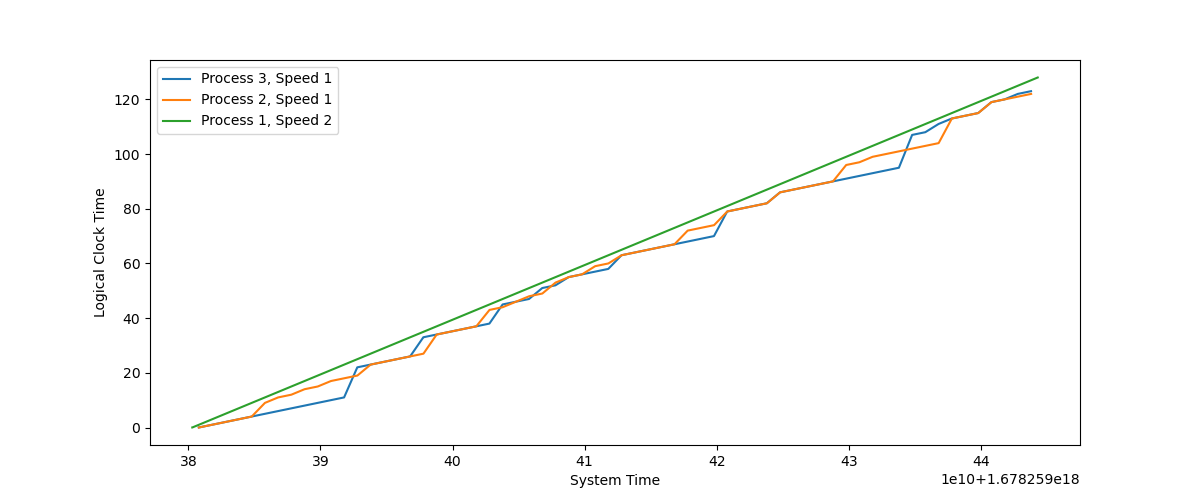 Process 3, Speed 1
Process 2, Speed 1
Process 1, Speed 2
Logical Clock Time
120
100
80
60
40
20
0
38 39 40 41 42 43 44
System Time
1e10+1.678259e18